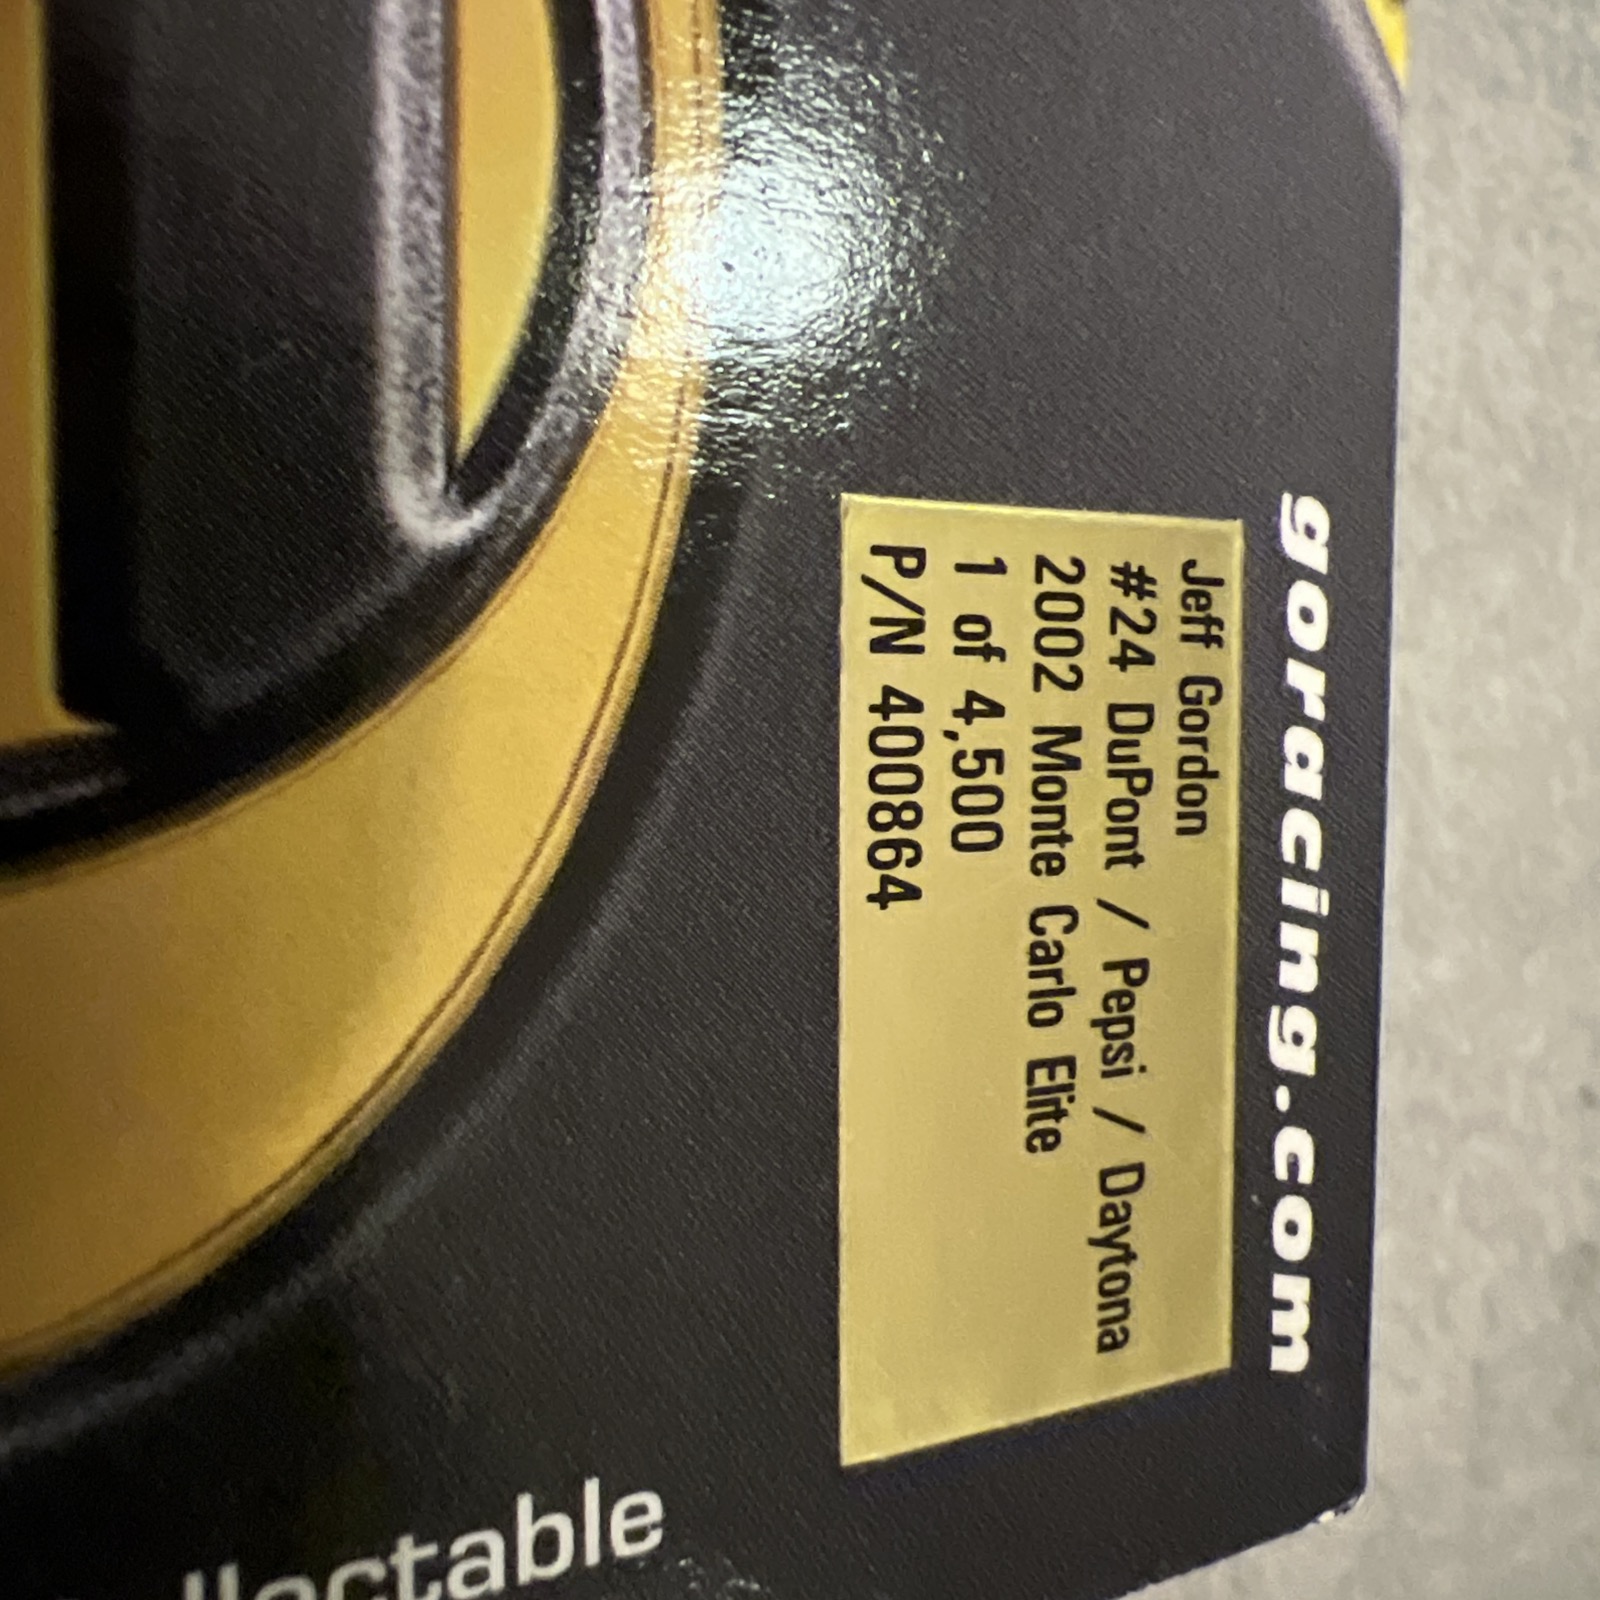 goracing.com
Jeff Gordon
#24 DuPont / Pepsi / Daytona
2002 Monte Carlo Elite
1 of 4,500
P/N 400864
llectable